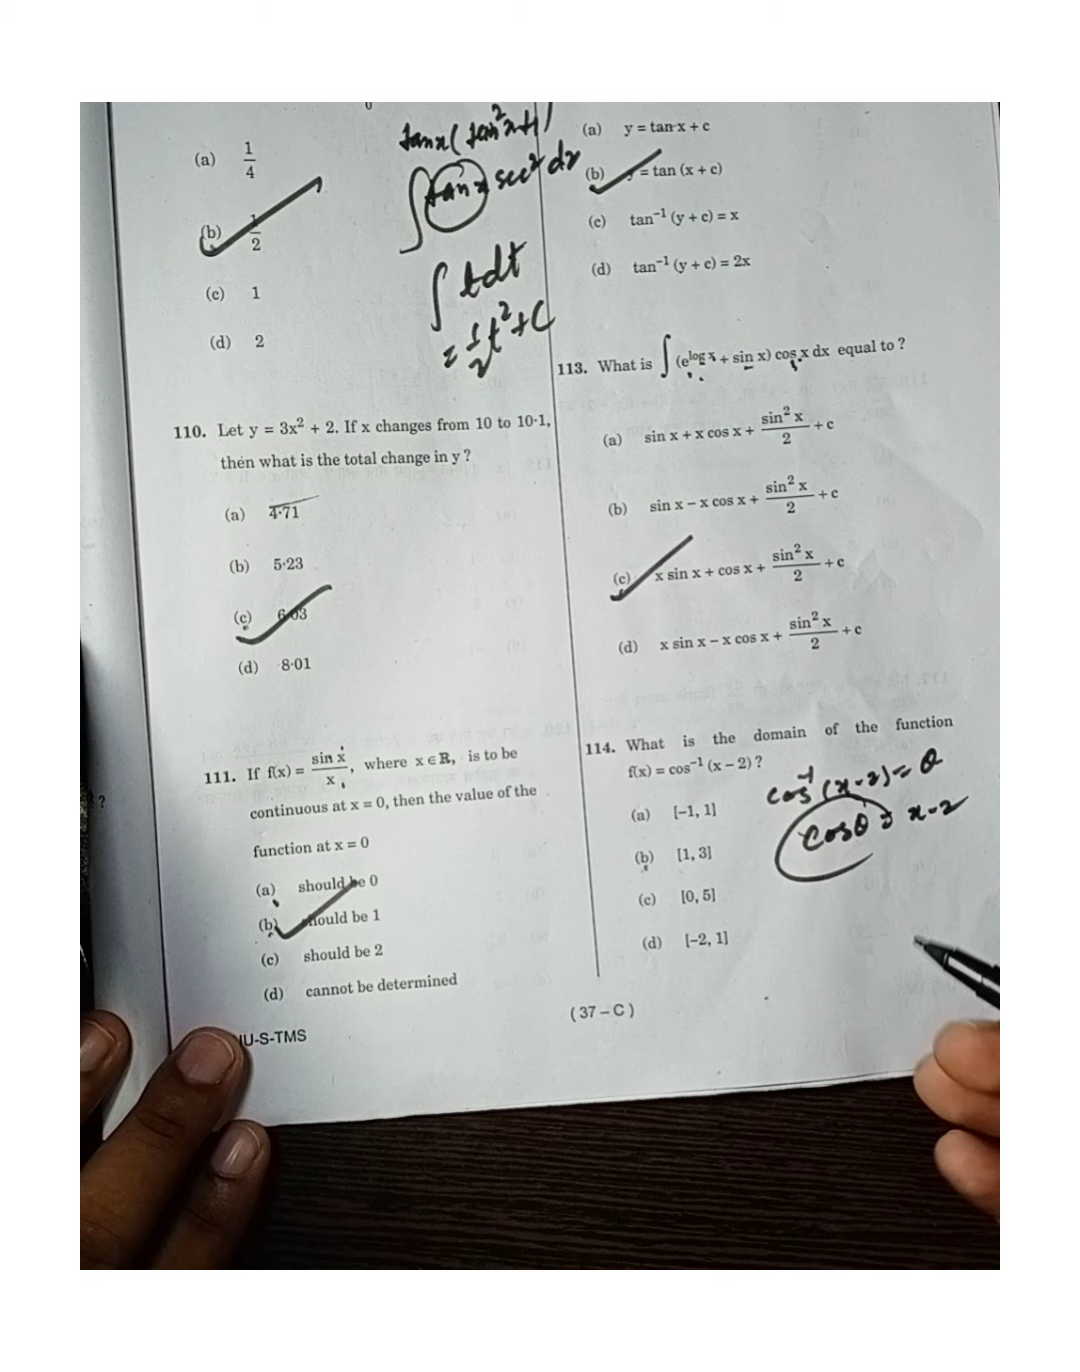 (a) 1/4
(b) 1/2
(c) 1
(d) 2
tanx(tan²x+1)
∫tanx sec²x dx
∫tdt
= 1/2 t² + C
110. Let y = 3x² + 2. If x changes from 10 to 10·1,
then what is the total change in y ?
(a) 4·71
(b) 5·23
(c) 6·03
(d) 8·01
111. If f(x) = sin x / x, where x ∈ ℝ, is to be
continuous at x = 0, then the value of the
function at x = 0
(a) should be 0
(b) should be 1
(c) should be 2
(d) cannot be determined
IU-S-TMS
(a) y = tan x + c
(b) y = tan (x + c)
(c) tan⁻¹ (y + c) = x
(d) tan⁻¹ (y + c) = 2x
113. What is ∫ (e^log x + sin x) cos x dx equal to ?
(a) sin x + x cos x + sin² x / 2 + c
(b) sin x – x cos x + sin² x / 2 + c
(c) x sin x + cos x + sin² x / 2 + c
(d) x sin x – x cos x + sin² x / 2 + c
114. What is the domain of the function
f(x) = cos⁻¹ (x – 2) ?
(a) [–1, 1]
(b) [1, 3]
(c) [0, 5]
(d) [–2, 1]
cos⁻¹(x-2) = θ
cosθ = x-2
( 37 – C )
?